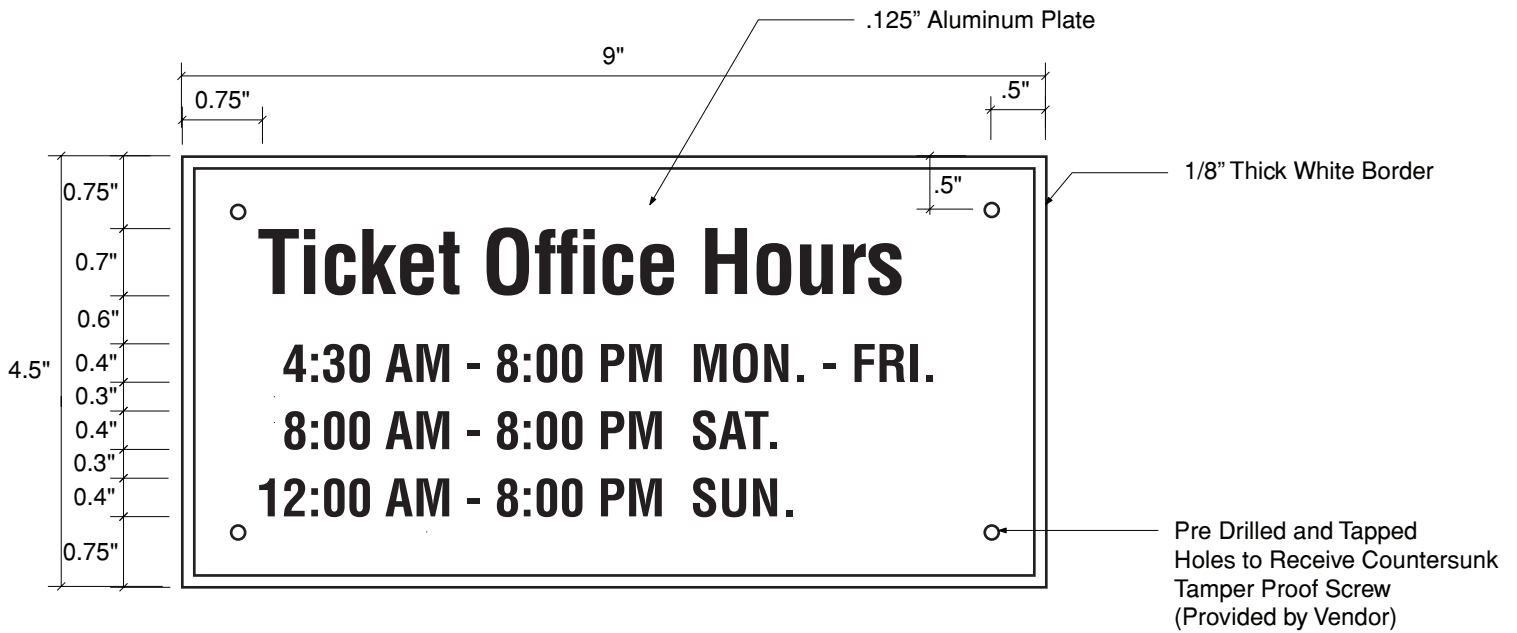 .125” Aluminum Plate
9"
0.75"
.5"
1/8” Thick White Border
0.75"
.5"
0.7"
Ticket Office Hours
0.6"
4.5"
0.4"
4:30 AM - 8:00 PM MON. - FRI.
0.3"
0.4"
8:00 AM - 8:00 PM SAT.
0.3"
0.4"
12:00 AM - 8:00 PM SUN.
0.75"
Pre Drilled and Tapped
Holes to Receive Countersunk
Tamper Proof Screw
(Provided by Vendor)